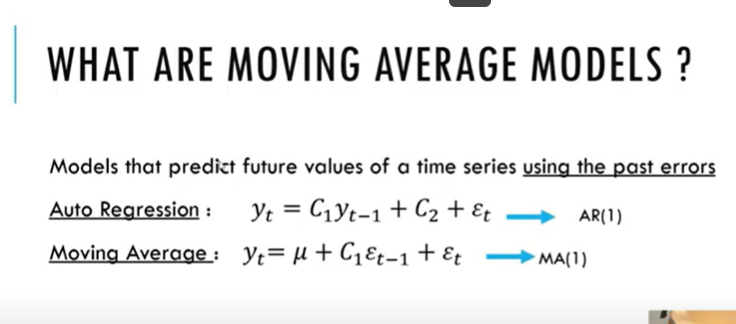 WHAT ARE MOVING AVERAGE MODELS ?
Models that predict future values of a time series using the past errors
Auto Regression : yₜ = C₁yₜ₋₁ + C₂ + εₜ AR(1)
Moving Average : yₜ= μ + C₁εₜ₋₁ + εₜ MA(1)